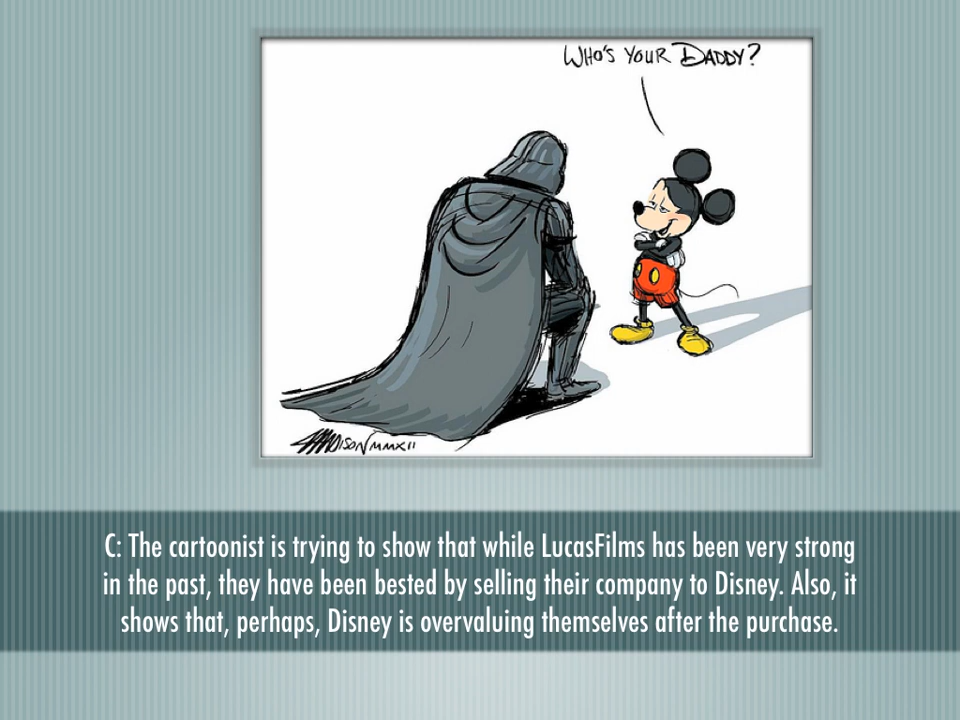 WHO'S YOUR DADDY?
MADISON MMXII
C: The cartoonist is trying to show that while LucasFilms has been very strong
in the past, they have been bested by selling their company to Disney. Also, it
shows that, perhaps, Disney is overvaluing themselves after the purchase.